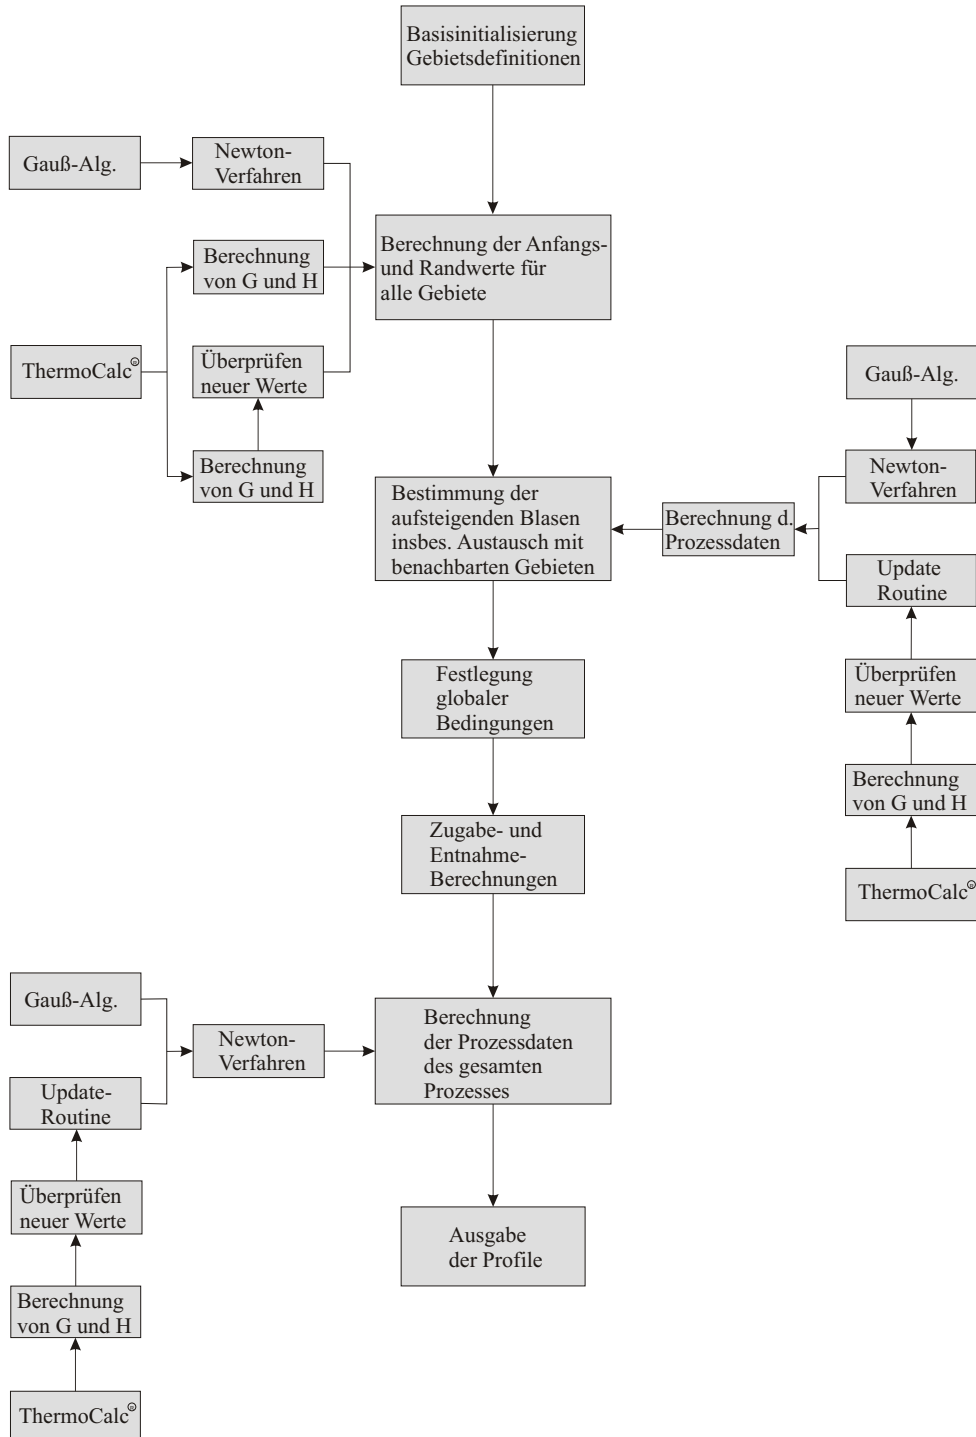 Basisinitialisierung
Gebietsdefinitionen
Gauß-Alg.
Newton-
Verfahren
Berechnung
von G und H
Berechnung der Anfangs-
und Randwerte für
alle Gebiete
ThermoCalc®
Überprüfen
neuer Werte
Berechnung
von G und H
Gauß-Alg.
Newton-
Verfahren
Bestimmung der
aufsteigenden Blasen
insbes. Austausch mit
benachbarten Gebieten
Berechnung d.
Prozessdaten
Update
Routine
Festlegung
globaler
Bedingungen
Überprüfen
neuer Werte
Berechnung
von G und H
Zugabe- und
Entnahme-
Berechnungen
ThermoCalc®
Gauß-Alg.
Newton-
Verfahren
Berechnung
der Prozessdaten
des gesamten
Prozesses
Update-
Routine
Überprüfen
neuer Werte
Ausgabe
der Profile
Berechnung
von G und H
ThermoCalc®